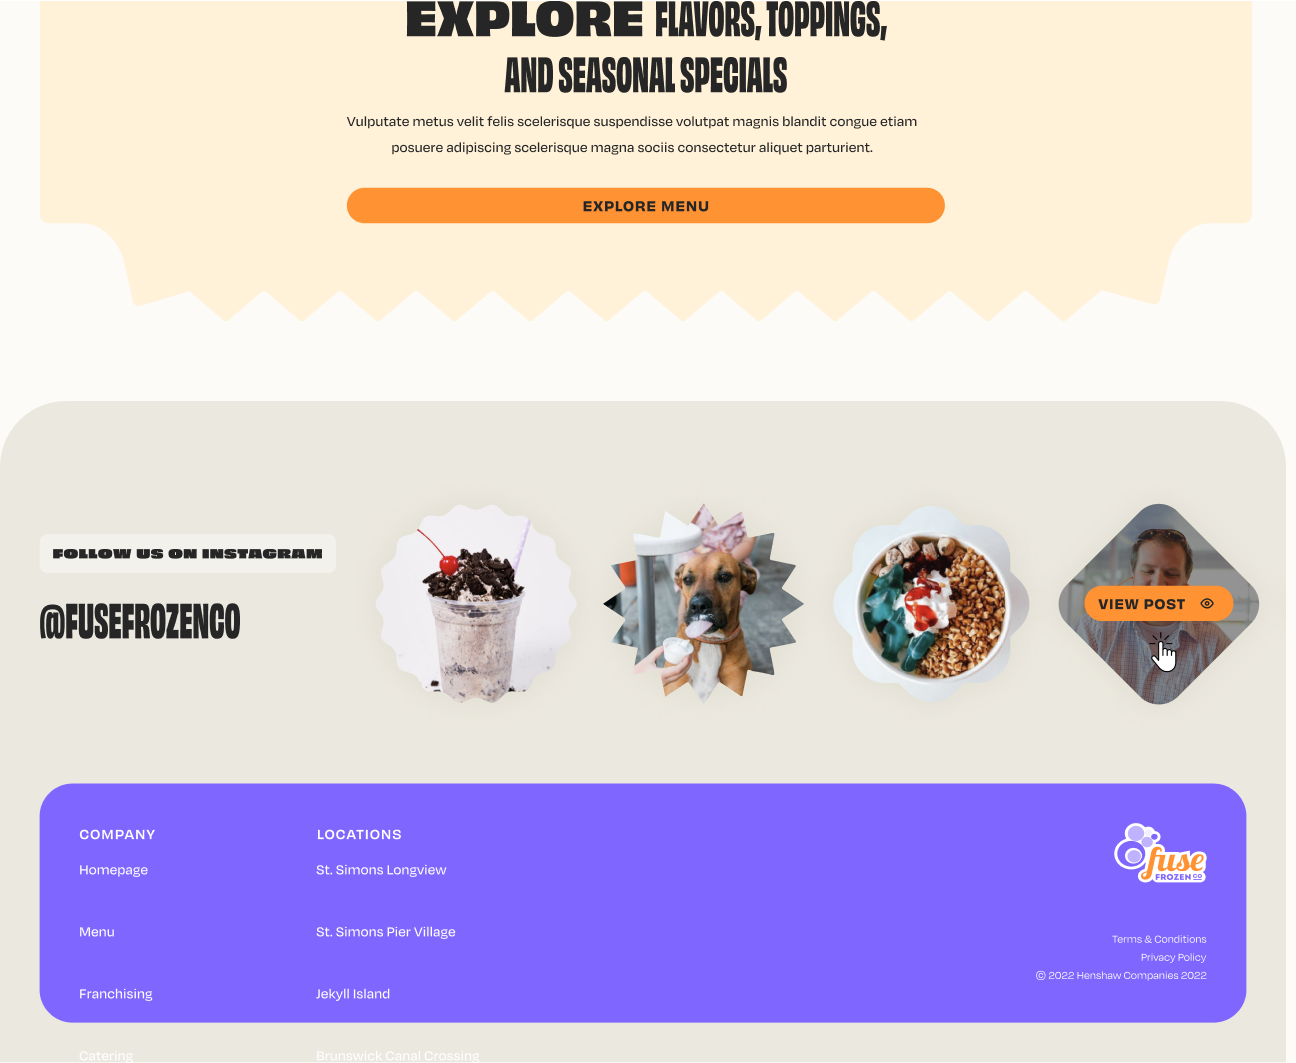 EXPLORE FLAVORS, TOPPINGS,
AND SEASONAL SPECIALS
Vulputate metus velit felis scelerisque suspendisse volutpat magnis blandit congue etiam
posuere adipiscing scelerisque magna sociis consectetur aliquet parturient.
EXPLORE MENU
FOLLOW US ON INSTAGRAM
@FUSEFROZENCO
VIEW POST
COMPANY
Homepage
Menu
Franchising
Catering
LOCATIONS
St. Simons Longview
St. Simons Pier Village
Jekyll Island
Brunswick Canal Crossing
fuse
FROZEN CO
Terms & Conditions
Privacy Policy
© 2022 Henshaw Companies 2022